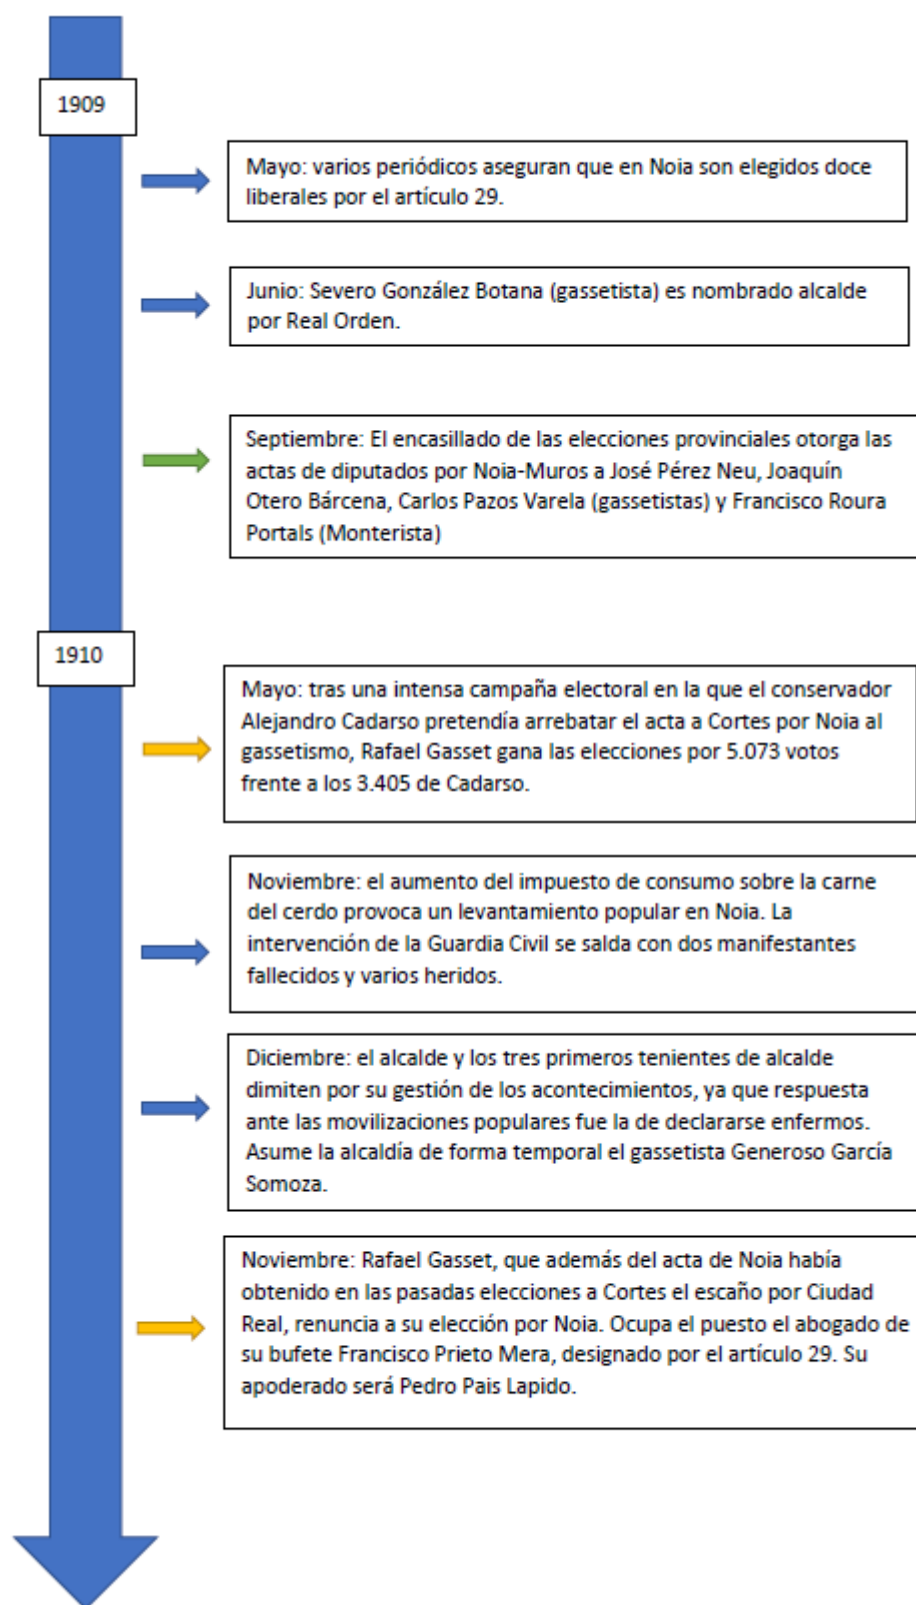 1909
Mayo: varios periódicos aseguran que en Noia son elegidos doce
liberales por el artículo 29.
Junio: Severo González Botana (gassetista) es nombrado alcalde
por Real Orden.
Septiembre: El encasillado de las elecciones provinciales otorga las
actas de diputados por Noia-Muros a José Pérez Neu, Joaquín
Otero Bárcena, Carlos Pazos Varela (gassetistas) y Francisco Roura
Portals (Monterista)
1910
Mayo: tras una intensa campaña electoral en la que el conservador
Alejandro Cadarso pretendía arrebatar el acta a Cortes por Noia al
gassetismo, Rafael Gasset gana las elecciones por 5.073 votos
frente a los 3.405 de Cadarso.
Noviembre: el aumento del impuesto de consumo sobre la carne
del cerdo provoca un levantamiento popular en Noia. La
intervención de la Guardia Civil se salda con dos manifestantes
fallecidos y varios heridos.
Diciembre: el alcalde y los tres primeros tenientes de alcalde
dimiten por su gestión de los acontecimientos, ya que respuesta
ante las movilizaciones populares fue la de declararse enfermos.
Asume la alcaldía de forma temporal el gassetista Generoso García
Somoza.
Noviembre: Rafael Gasset, que además del acta de Noia había
obtenido en las pasadas elecciones a Cortes el escaño por Ciudad
Real, renuncia a su elección por Noia. Ocupa el puesto el abogado de
su bufete Francisco Prieto Mera, designado por el artículo 29. Su
apoderado será Pedro Pais Lapido.